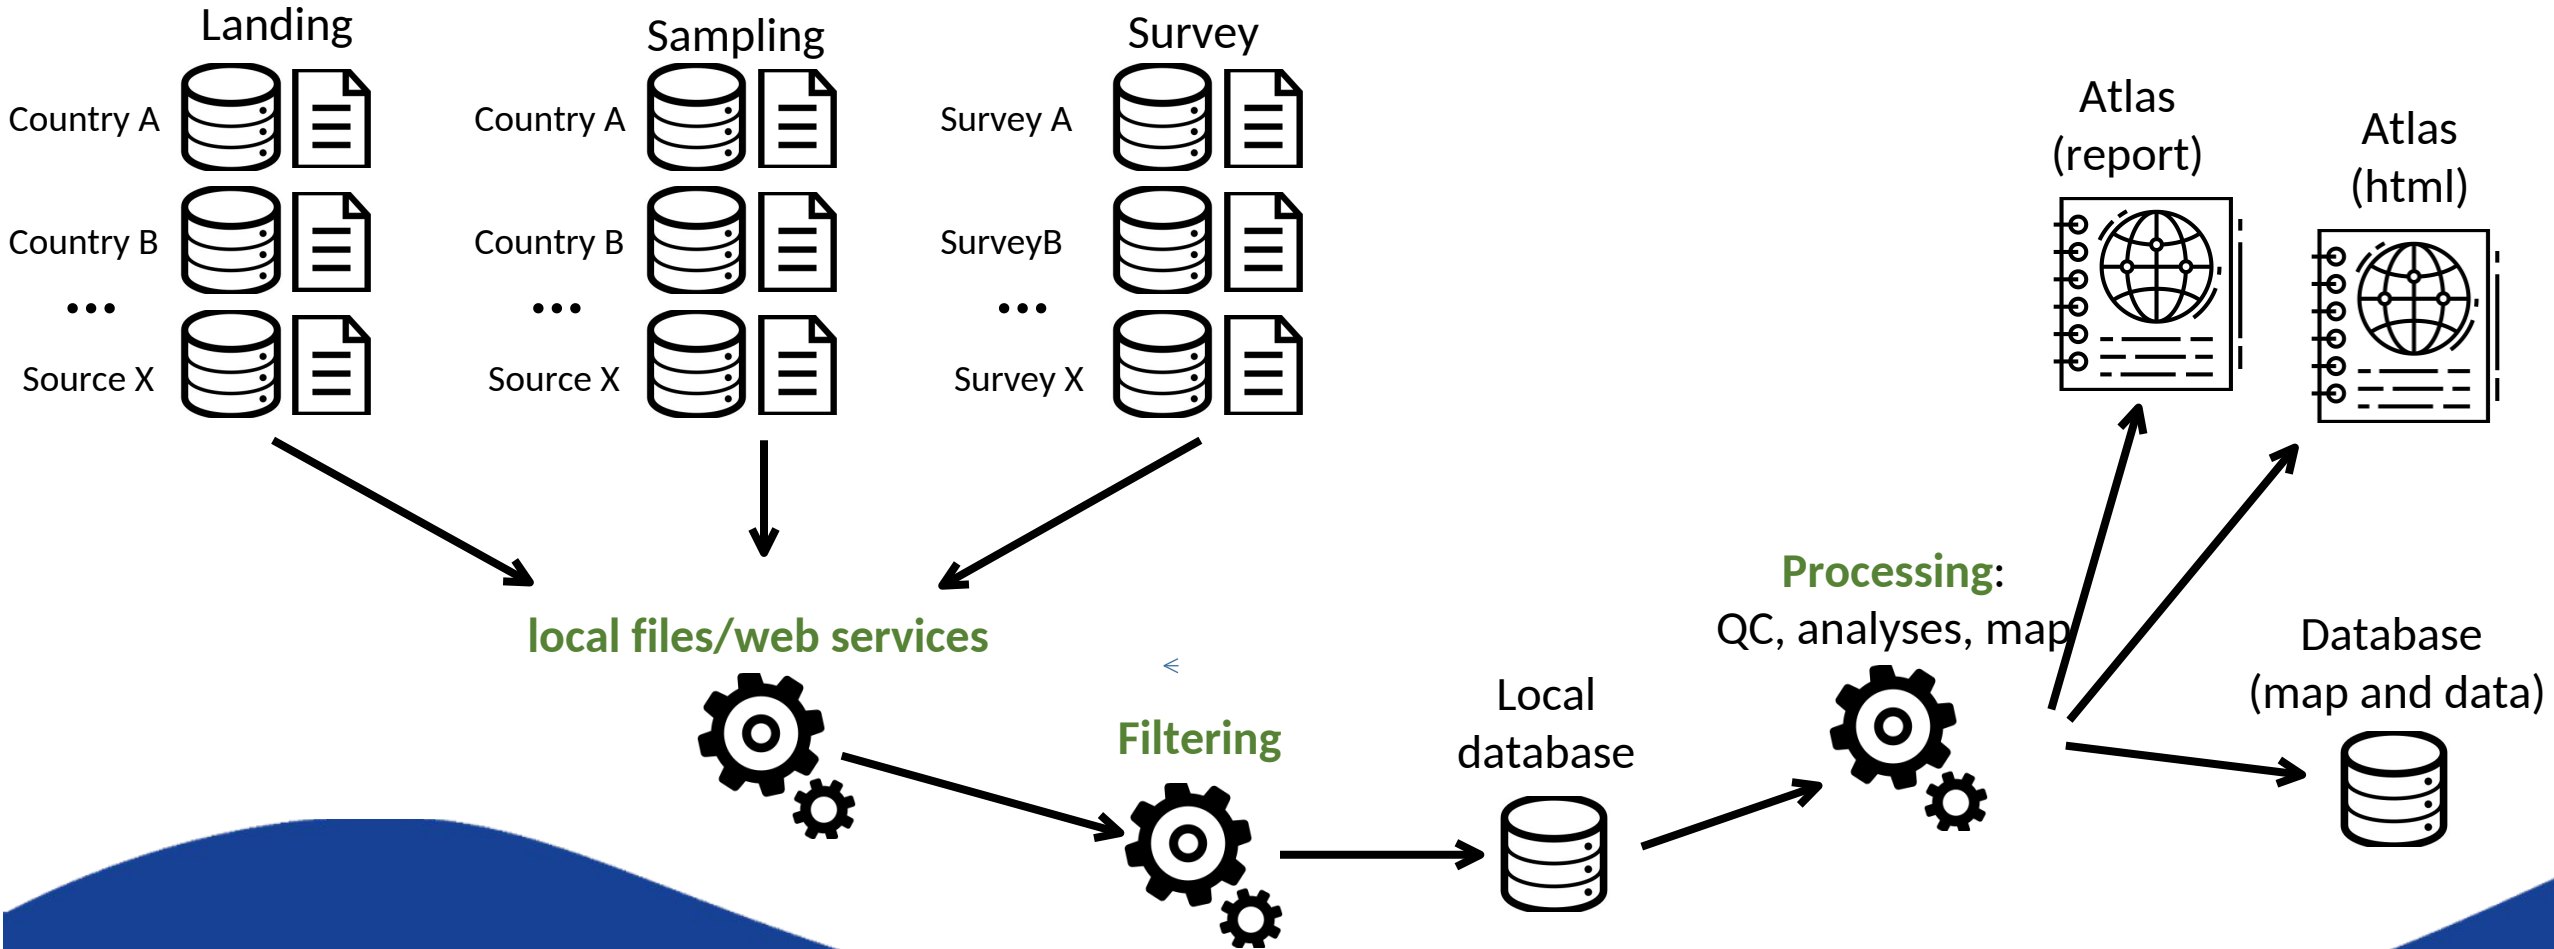 Landing
Country A
Country B
...
Source X
Sampling
Country A
Country B
...
Source X
Survey
Survey A
SurveyB
...
Survey X
local files/web services
Filtering
Local
database
Processing:
QC, analyses, map
Atlas
(report)
Atlas
(html)
Database
(map and data)